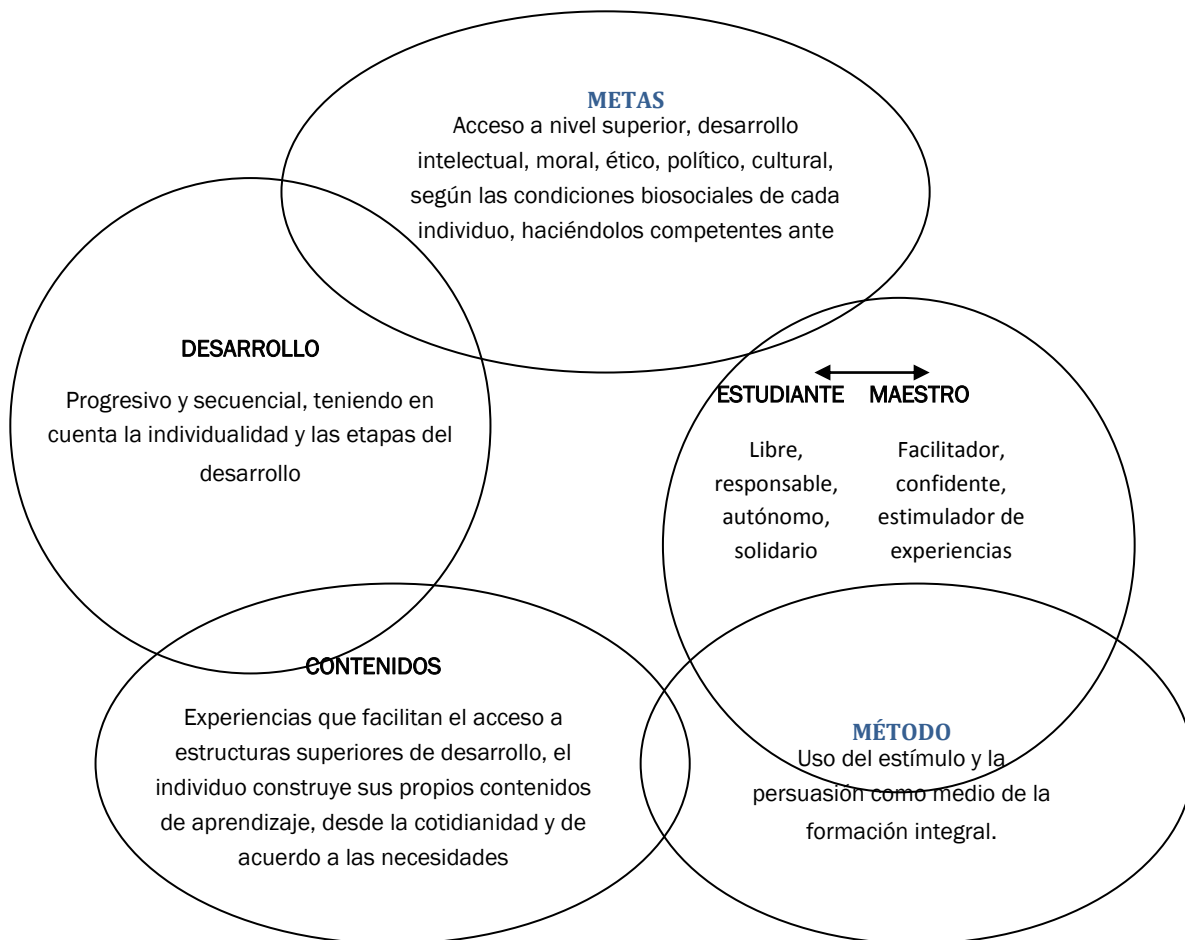 METAS
Acceso a nivel superior, desarrollo
intelectual, moral, ético, político, cultural,
según las condiciones biosociales de cada
individuo, haciéndolos competentes ante
DESARROLLO
Progresivo y secuencial, teniendo en
cuenta la individualidad y las etapas del
desarrollo
ESTUDIANTE MAESTRO
Libre,
responsable,
autónomo,
solidario
Facilitador,
confidente,
estimulador de
experiencias
CONTENIDOS
Experiencias que facilitan el acceso a
estructuras superiores de desarrollo, el
individuo construye sus propios contenidos
de aprendizaje, desde la cotidianidad y de
acuerdo a las necesidades
MÉTODO
Uso del estímulo y la
persuasión como medio de la
formación integral.